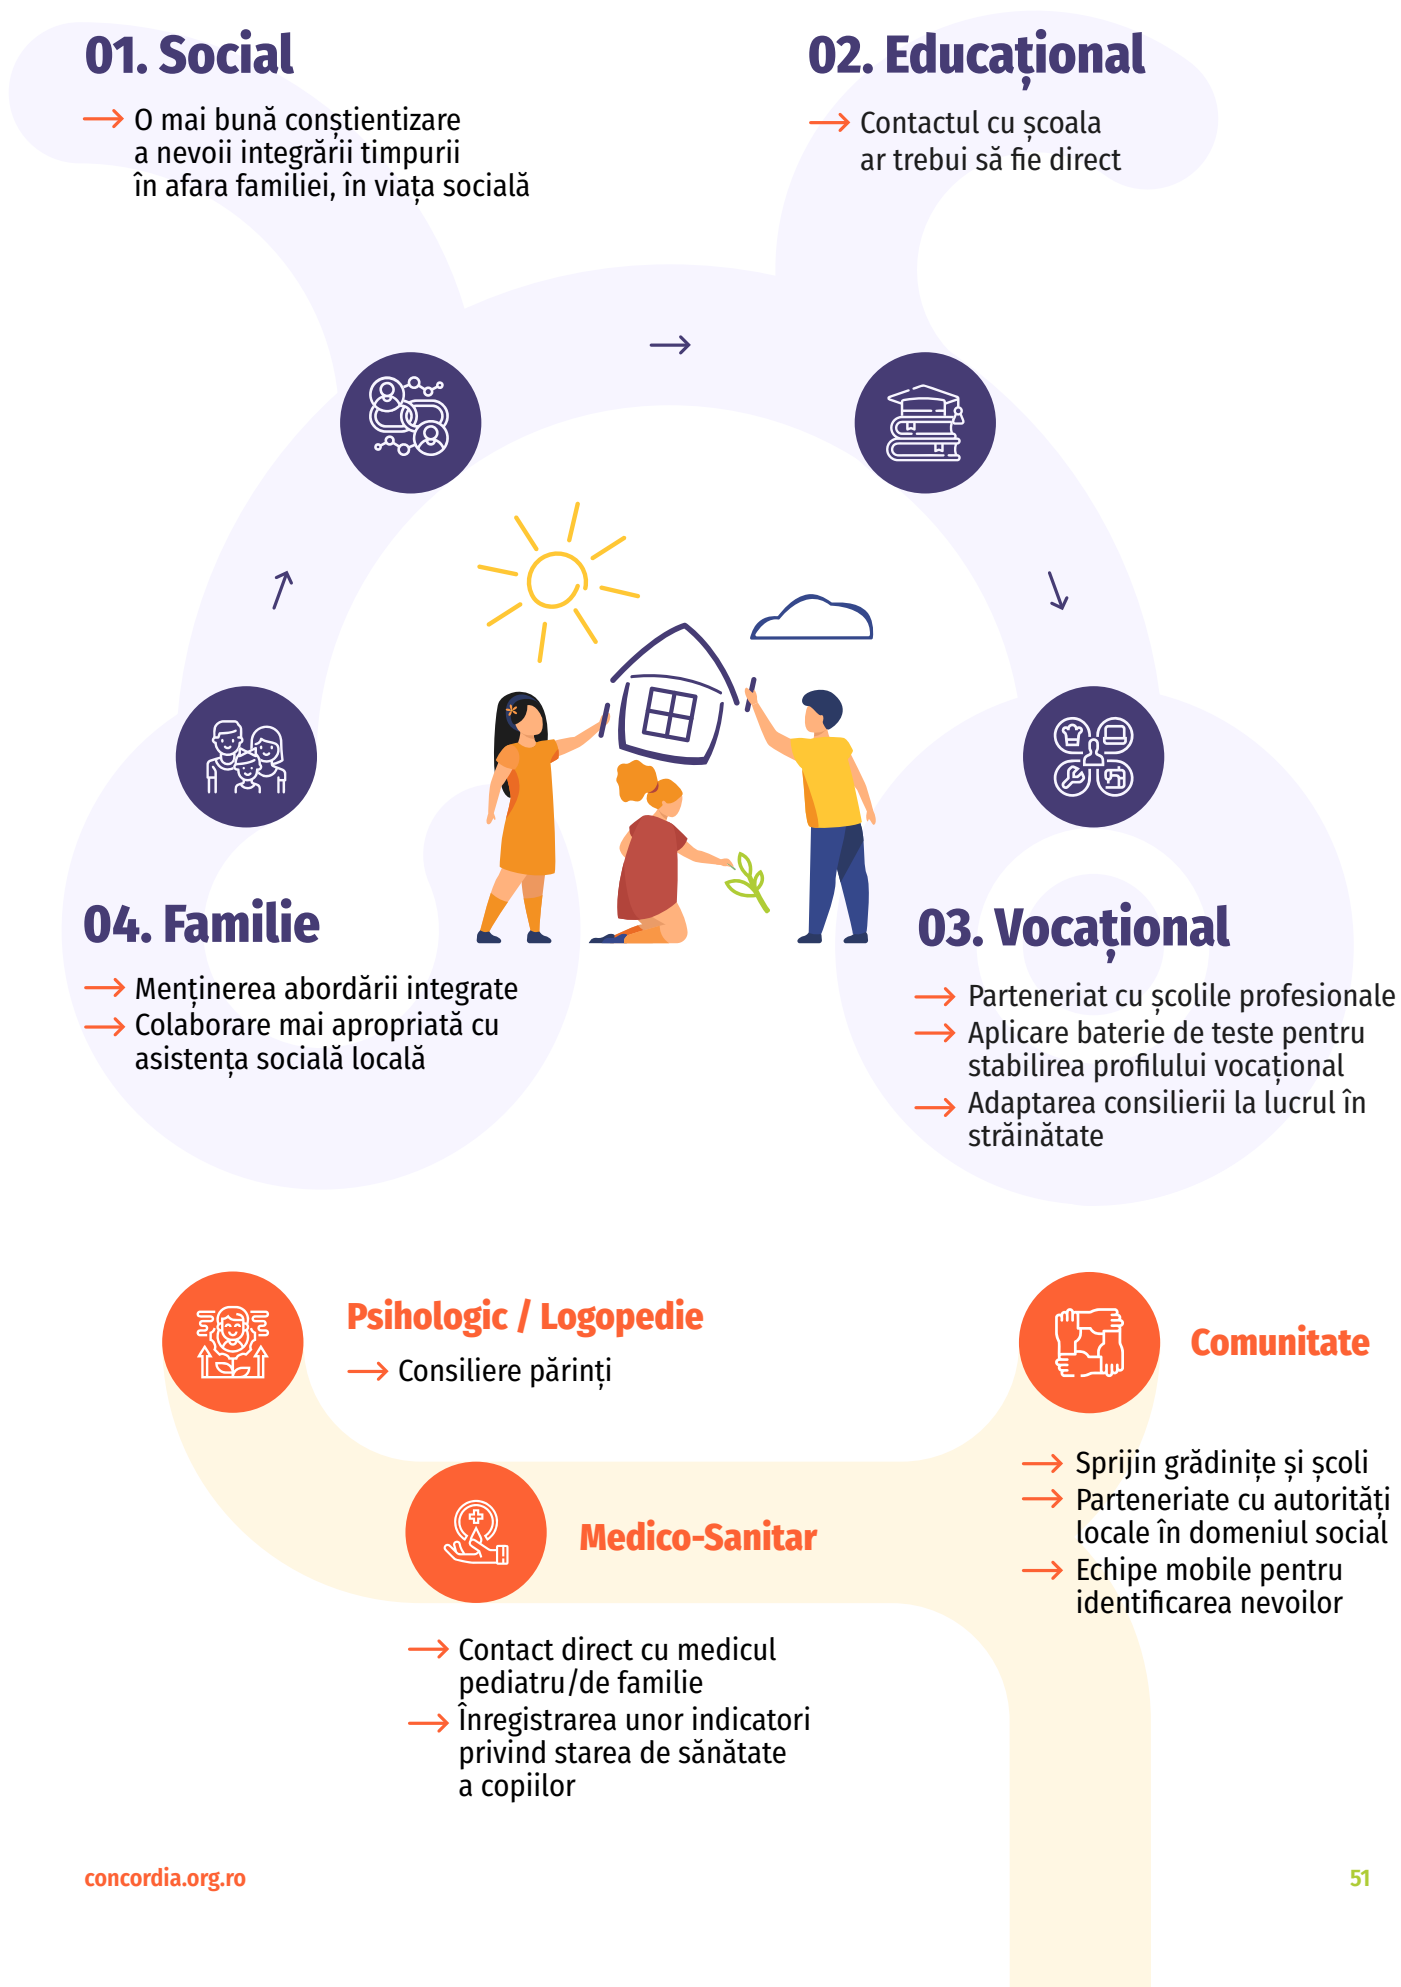 01. Social
O mai bună conștientizare
a nevoii integrării timpurii
în afara familiei, în viața socială
02. Educațional
Contactul cu școala
ar trebui să fie direct
04. Familie
Menținerea abordării integrate
Colaborare mai apropriată cu
asistența socială locală
03. Vocațional
Parteneriat cu școlile profesionale
Aplicare baterie de teste pentru
stabilirea profilului vocațional
Adaptarea consilierii la lucrul în
străinătate
Psihologic / Logopedie
Consiliere părinți
Comunitate
Sprijin grădinițe și școli
Parteneriate cu autorități
locale în domeniul social
Echipe mobile pentru
identificarea nevoilor
Medico-Sanitar
Contact direct cu medicul
pediatru/de familie
Înregistrarea unor indicatori
privind starea de sănătate
a copiilor
concordia.org.ro
51